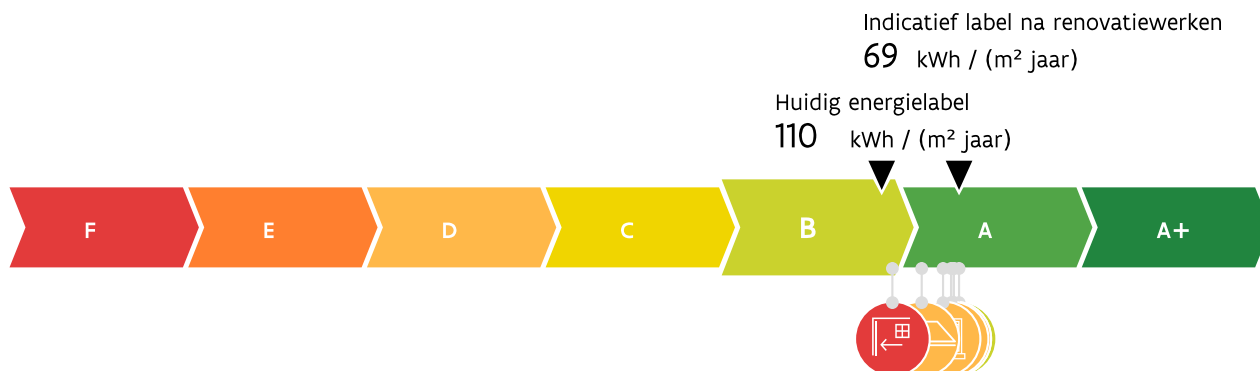 Indicatief label na renovatiewerken
69 kWh / (m² jaar)
Huidig energielabel
110 kWh / (m² jaar)
F E D C B A A+